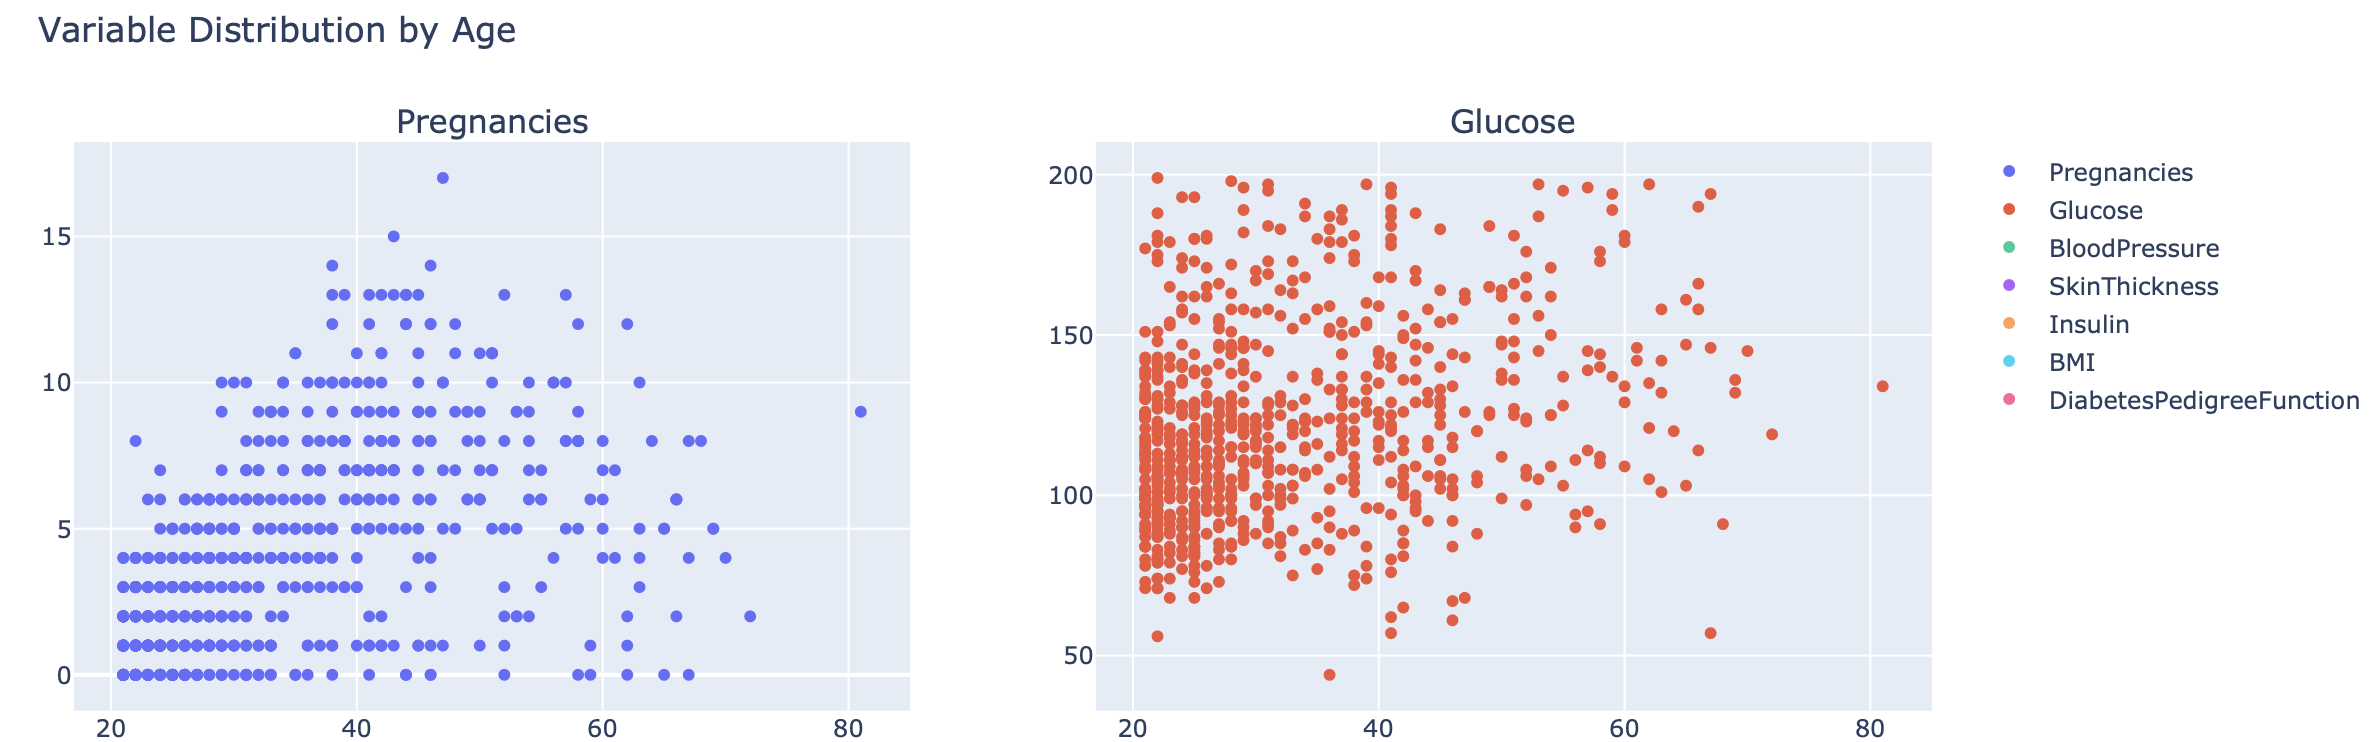 Variable Distribution by Age
Pregnancies
15
10
5
0
20 40 60 80
Glucose
200
150
100
50
20 40 60 80
Pregnancies
Glucose
BloodPressure
SkinThickness
Insulin
BMI
DiabetesPedigreeFunction